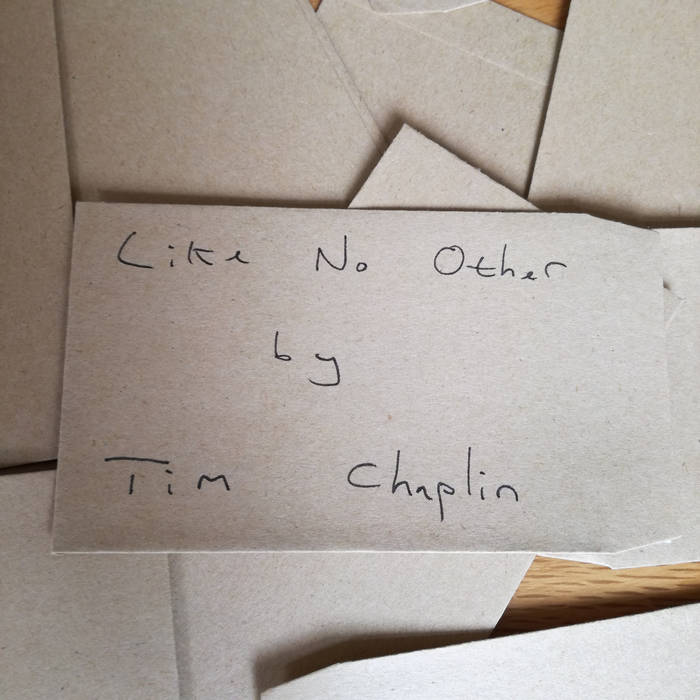 Like No Other
by
Tim Chaplin